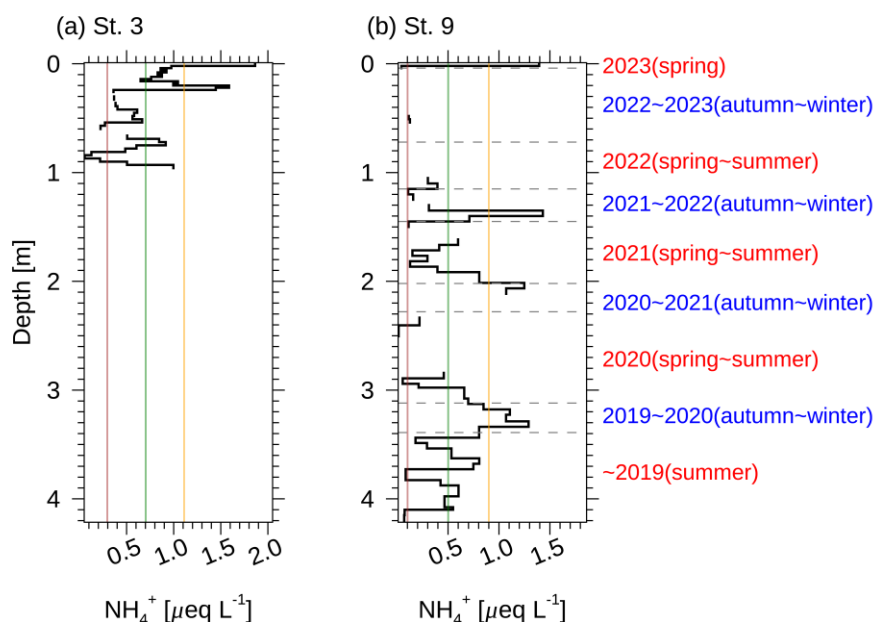 (a) St. 3
(b) St. 9
0
1
2
3
4
Depth [m]
0.5 1.0 1.5 2.0
NH₄⁺ [μeq L⁻¹]
0
1
2
3
4
0.5 1.0 1.5
NH₄⁺ [μeq L⁻¹]
2023(spring)
2022~2023(autumn~winter)
2022(spring~summer)
2021~2022(autumn~winter)
2021(spring~summer)
2020~2021(autumn~winter)
2020(spring~summer)
2019~2020(autumn~winter)
~2019(summer)